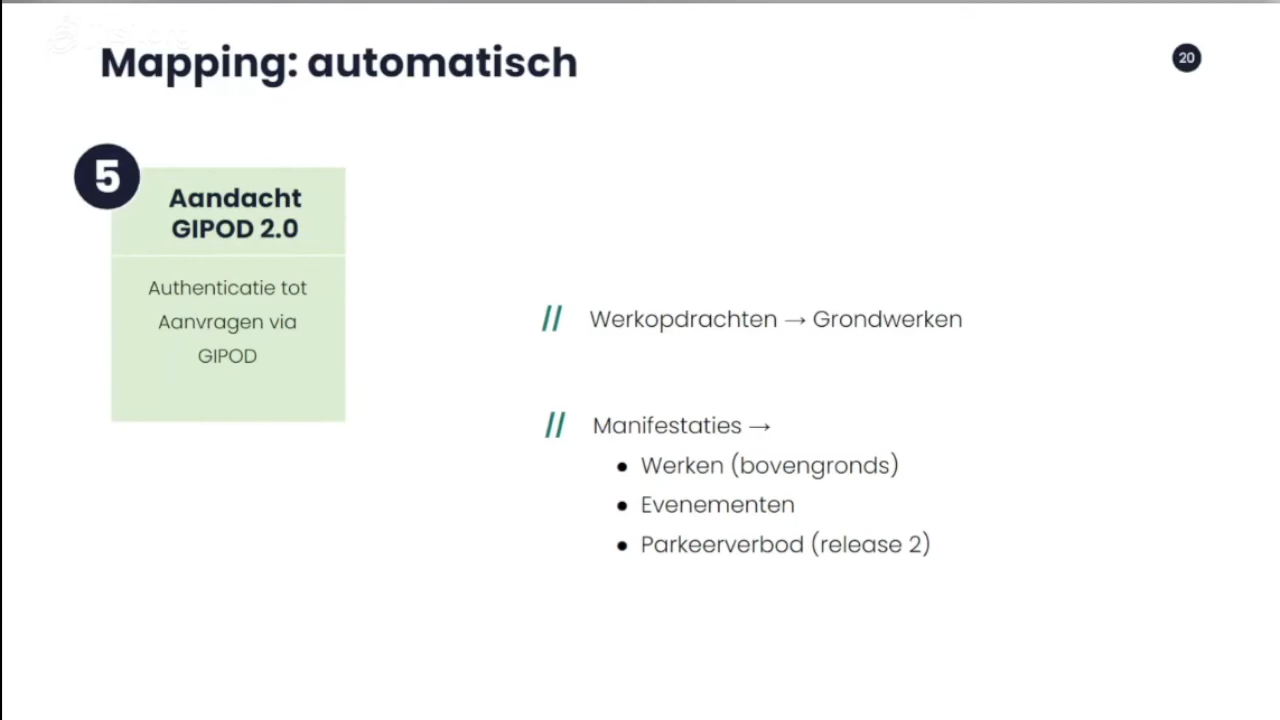 Mapping: automatisch
20
5
Aandacht
GIPOD 2.0
Authenticatie tot
Aanvragen via
GIPOD
// Werkopdrachten → Grondwerken
// Manifestaties →
● Werken (bovengronds)
● Evenementen
● Parkeerverbod (release 2)